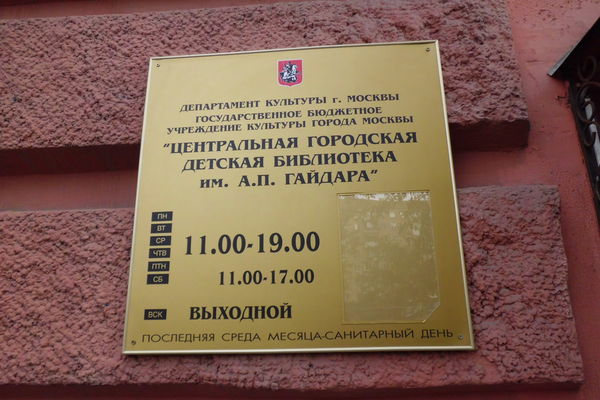 ДЕПАРТАМЕНТ КУЛЬТУРЫ г. МОСКВЫ
ГОСУДАРСТВЕННОЕ БЮДЖЕТНОЕ
УЧРЕЖДЕНИЕ КУЛЬТУРЫ ГОРОДА МОСКВЫ
"ЦЕНТРАЛЬНАЯ ГОРОДСКАЯ
ДЕТСКАЯ БИБЛИОТЕКА
им. А.П. ГАЙДАРА"
ПН
ВТ
СР
11.00-19.00
ЧТВ
ПТН
СБ
11.00-17.00
ВСК
ВЫХОДНОЙ
ПОСЛЕДНЯЯ СРЕДА МЕСЯЦА-САНИТАРНЫЙ ДЕНЬ